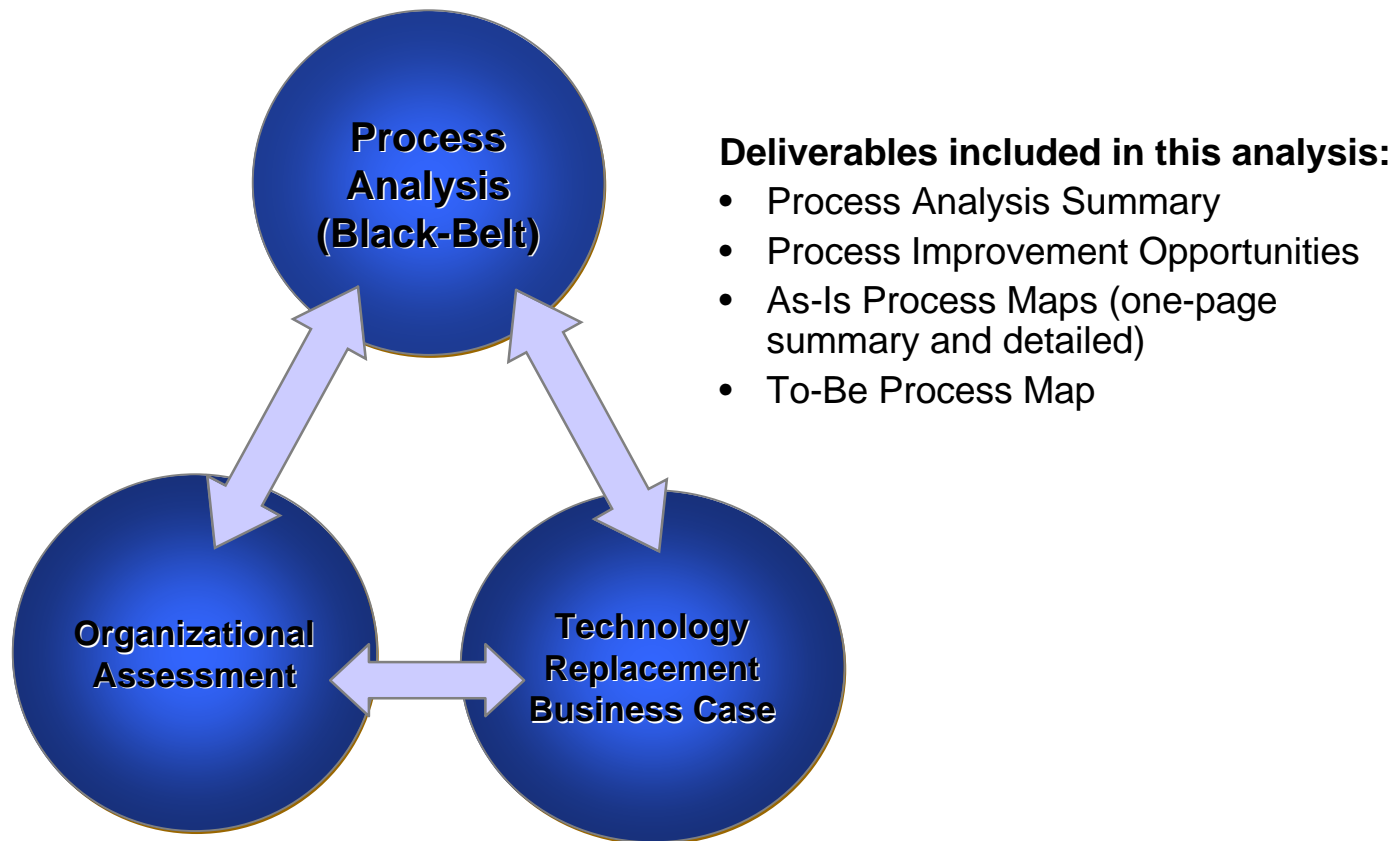 Process
Analysis
(Black-Belt)
Deliverables included in this analysis:
• Process Analysis Summary
• Process Improvement Opportunities
• As-Is Process Maps (one-page
summary and detailed)
• To-Be Process Map
Organizational
Assessment
Technology
Replacement
Business Case